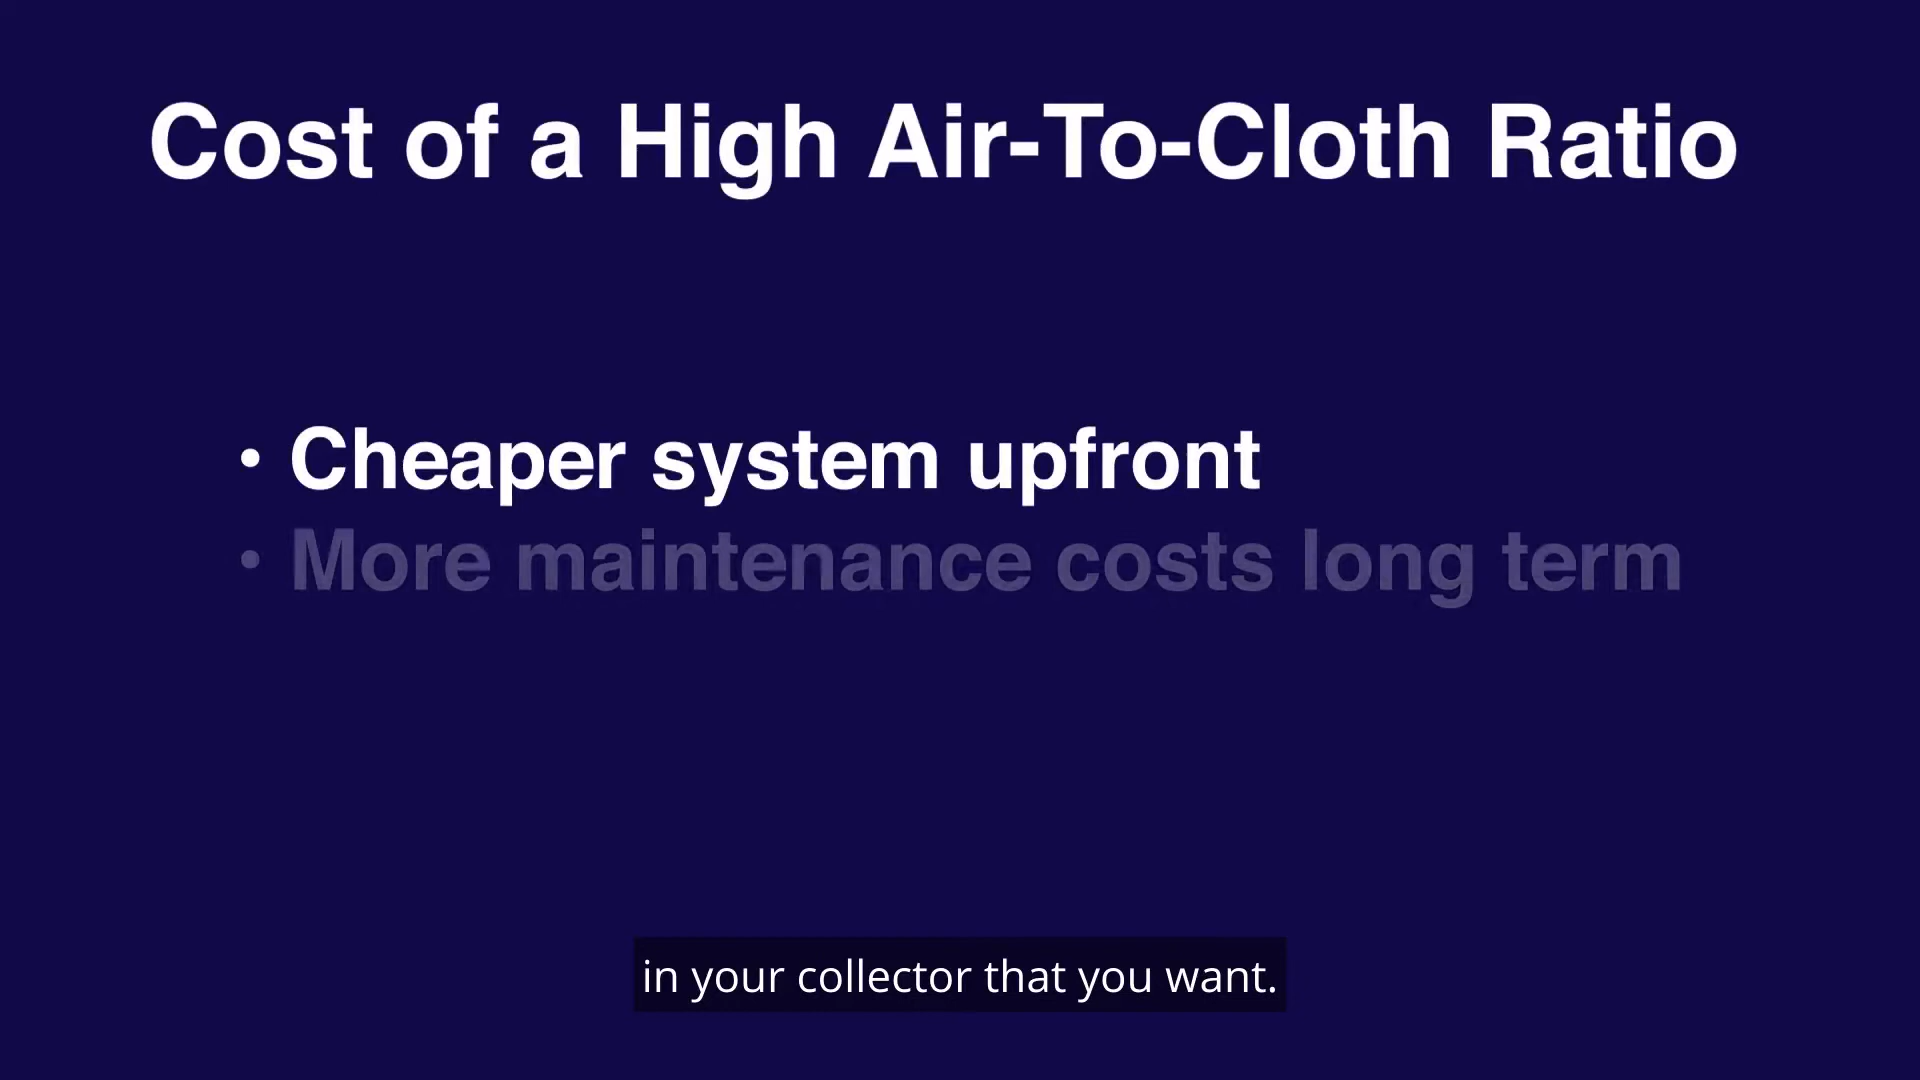 Cost of a High Air-To-Cloth Ratio
• Cheaper system upfront
• More maintenance costs long term
in your collector that you want.